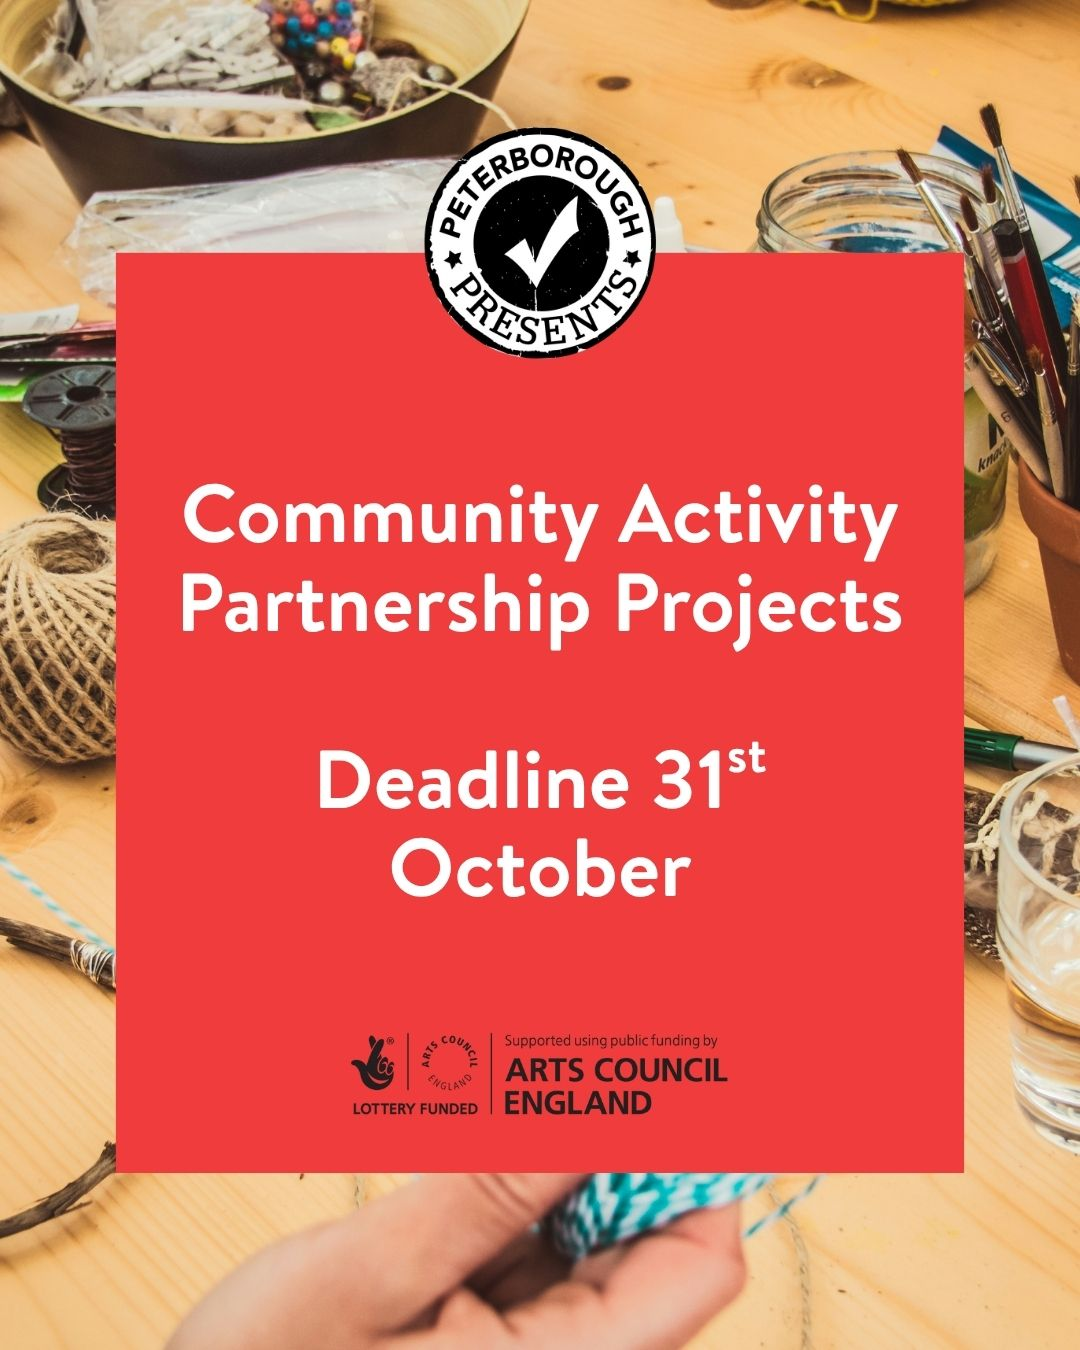 PETERBOROUGH
PRESENTS
Community Activity
Partnership Projects
Deadline 31st
October
LOTTERY FUNDED
ARTS COUNCIL
ENGLAND
Supported using public funding by
ARTS COUNCIL
ENGLAND